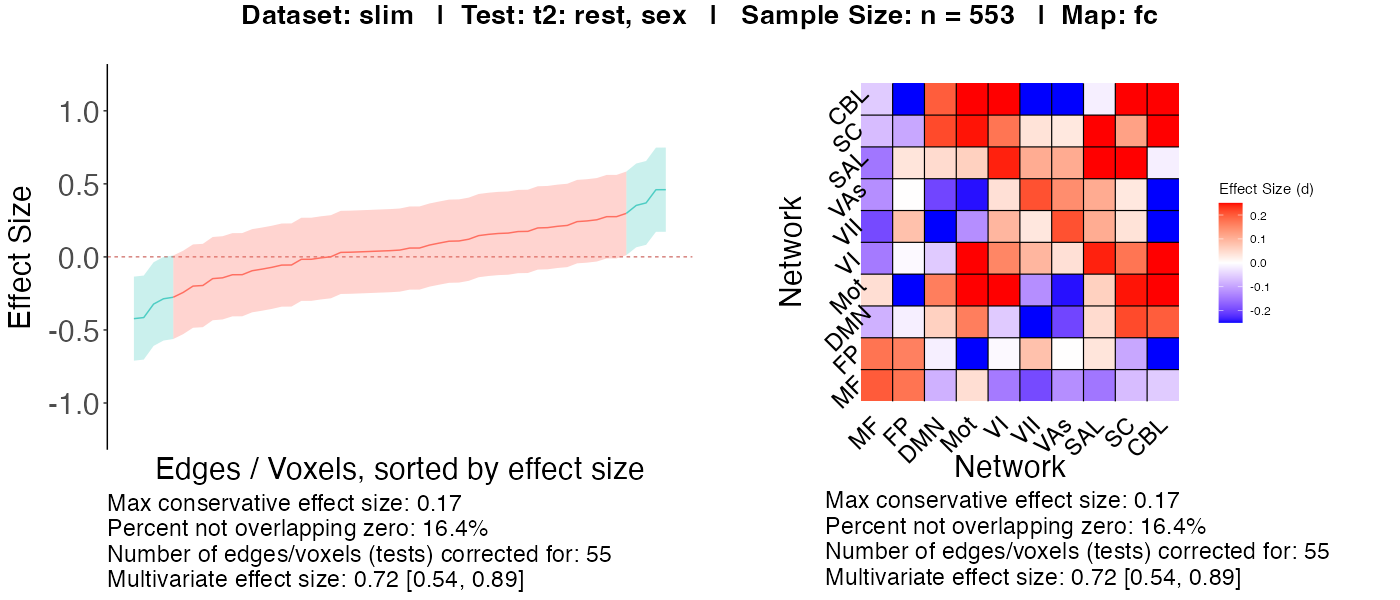 Dataset: slim | Test: t2: rest, sex | Sample Size: n = 553 | Map: fc
Effect Size
1.0
0.5
0.0
-0.5
-1.0
Edges / Voxels, sorted by effect size
Max conservative effect size: 0.17
Percent not overlapping zero: 16.4%
Number of edges/voxels (tests) corrected for: 55
Multivariate effect size: 0.72 [0.54, 0.89]
Network
CBL
SC
SAL
VAs
VII
VI
Mot
DMN
FP
MF
MF FP DMN Mot VI VII VAs SAL SC CBL
Network
Effect Size (d)
0.2
0.1
0.0
-0.1
-0.2
Max conservative effect size: 0.17
Percent not overlapping zero: 16.4%
Number of edges/voxels (tests) corrected for: 55
Multivariate effect size: 0.72 [0.54, 0.89]